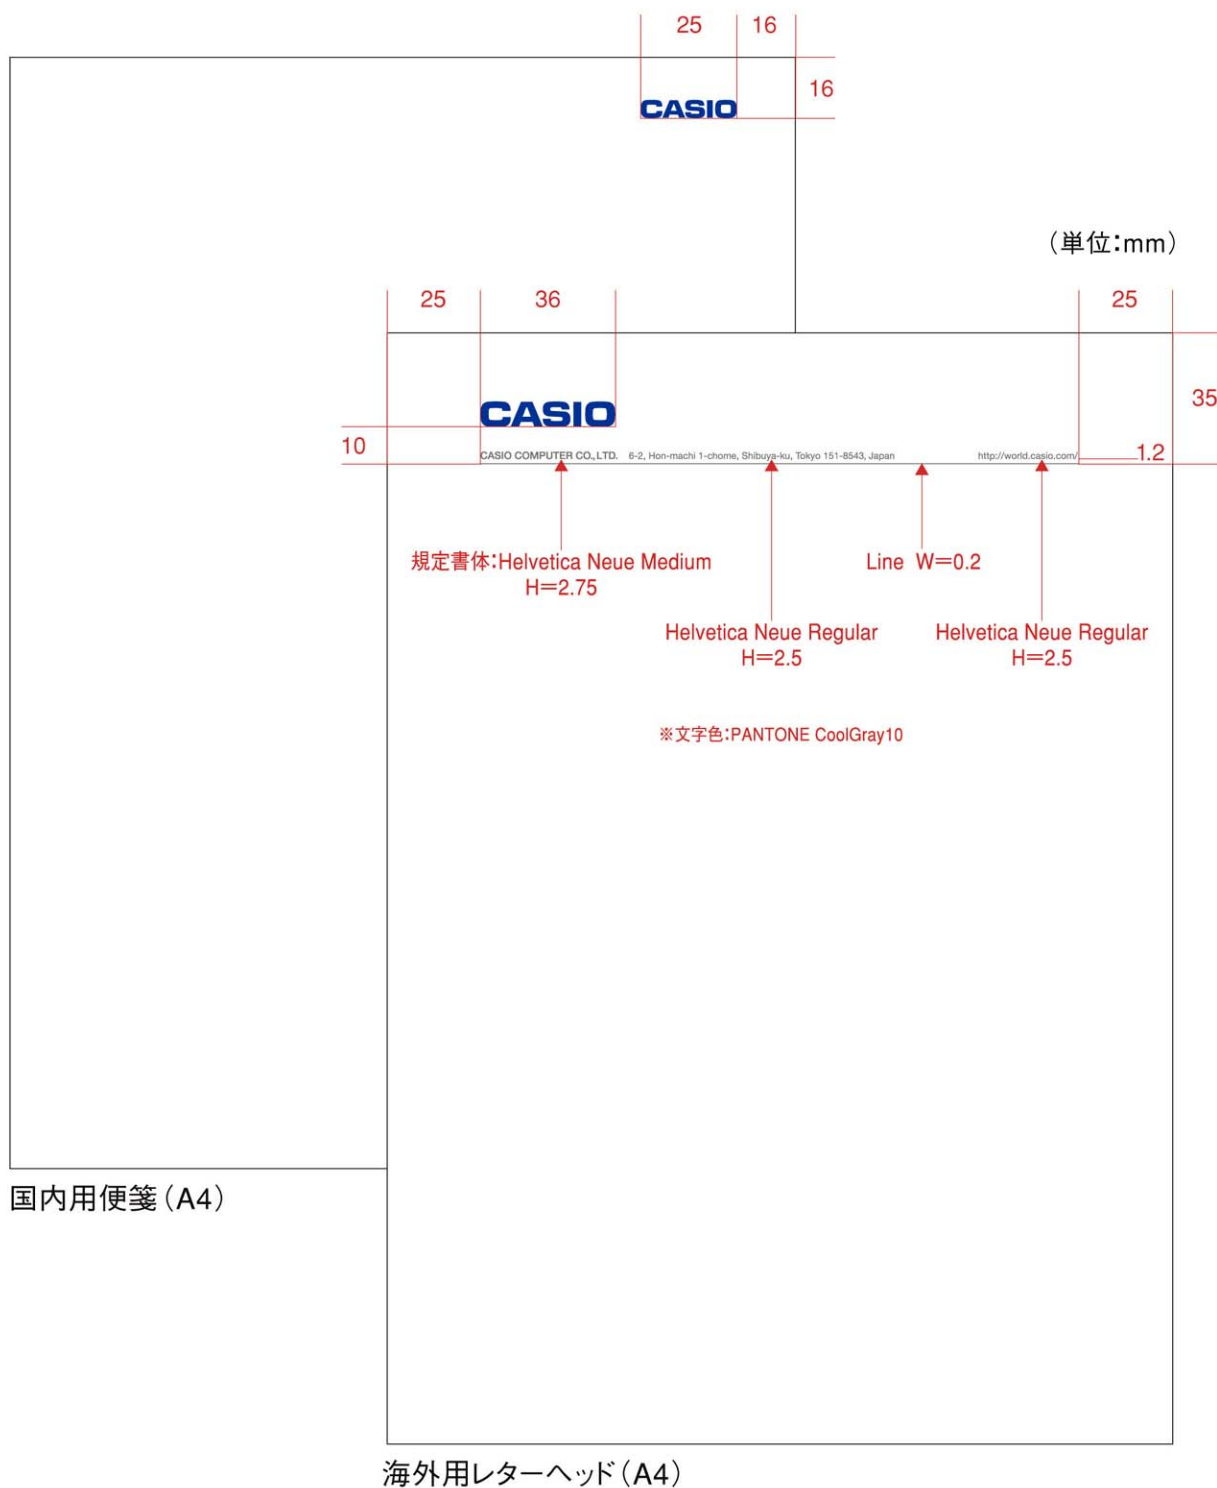 25 16
16
CASIO
（単位：mm）
25 36 25
35
CASIO
10
CASIO COMPUTER CO., LTD. 6-2, Hon-machi 1-chome, Shibuya-ku, Tokyo 151-8543, Japan http://world.casio.com/
1.2
規定書体：Helvetica Neue Medium
H=2.75
Line W=0.2
Helvetica Neue Regular
H=2.5
Helvetica Neue Regular
H=2.5
※文字色：PANTONE CoolGray10
国内用便箋（A4）
海外用レターヘッド（A4）